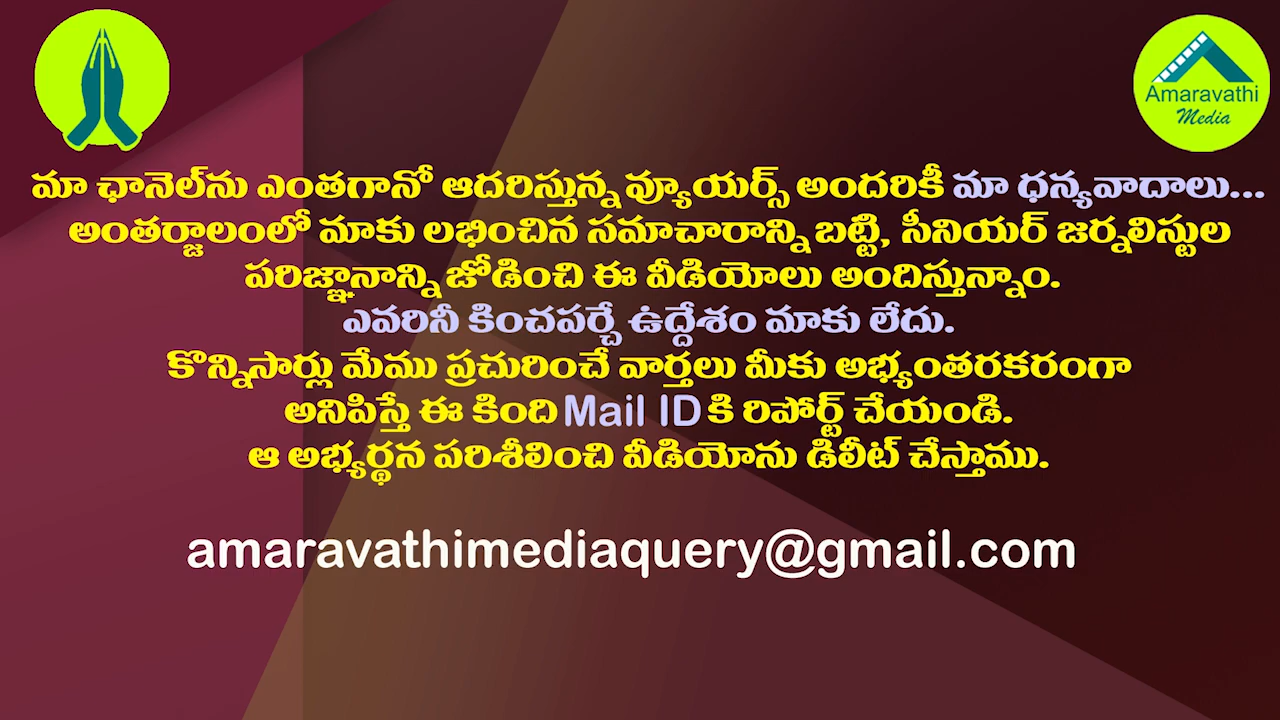 Amaravathi
Media
మా ఛానెల్‌ను ఎంతగానో ఆదరిస్తున్న వ్యూయర్స్ అందరికీ మా ధన్యవాదాలు...
అంతర్జాలంలో మాకు లభించిన సమాచారాన్ని బట్టి, సీనియర్ జర్నలిస్టుల
పరిజ్ఞానాన్ని జోడించి ఈ వీడియోలు అందిస్తున్నాం.
ఎవరినీ కించపర్చే ఉద్దేశం మాకు లేదు.
కొన్నిసార్లు మేము ప్రచురించే వార్తలు మీకు అభ్యంతరకరంగా
అనిపిస్తే ఈ కింది Mail ID కి రిపోర్ట్ చేయండి.
ఆ అభ్యర్థన పరిశీలించి వీడియోను డిలీట్ చేస్తాము.
amaravathimediaquery@gmail.com